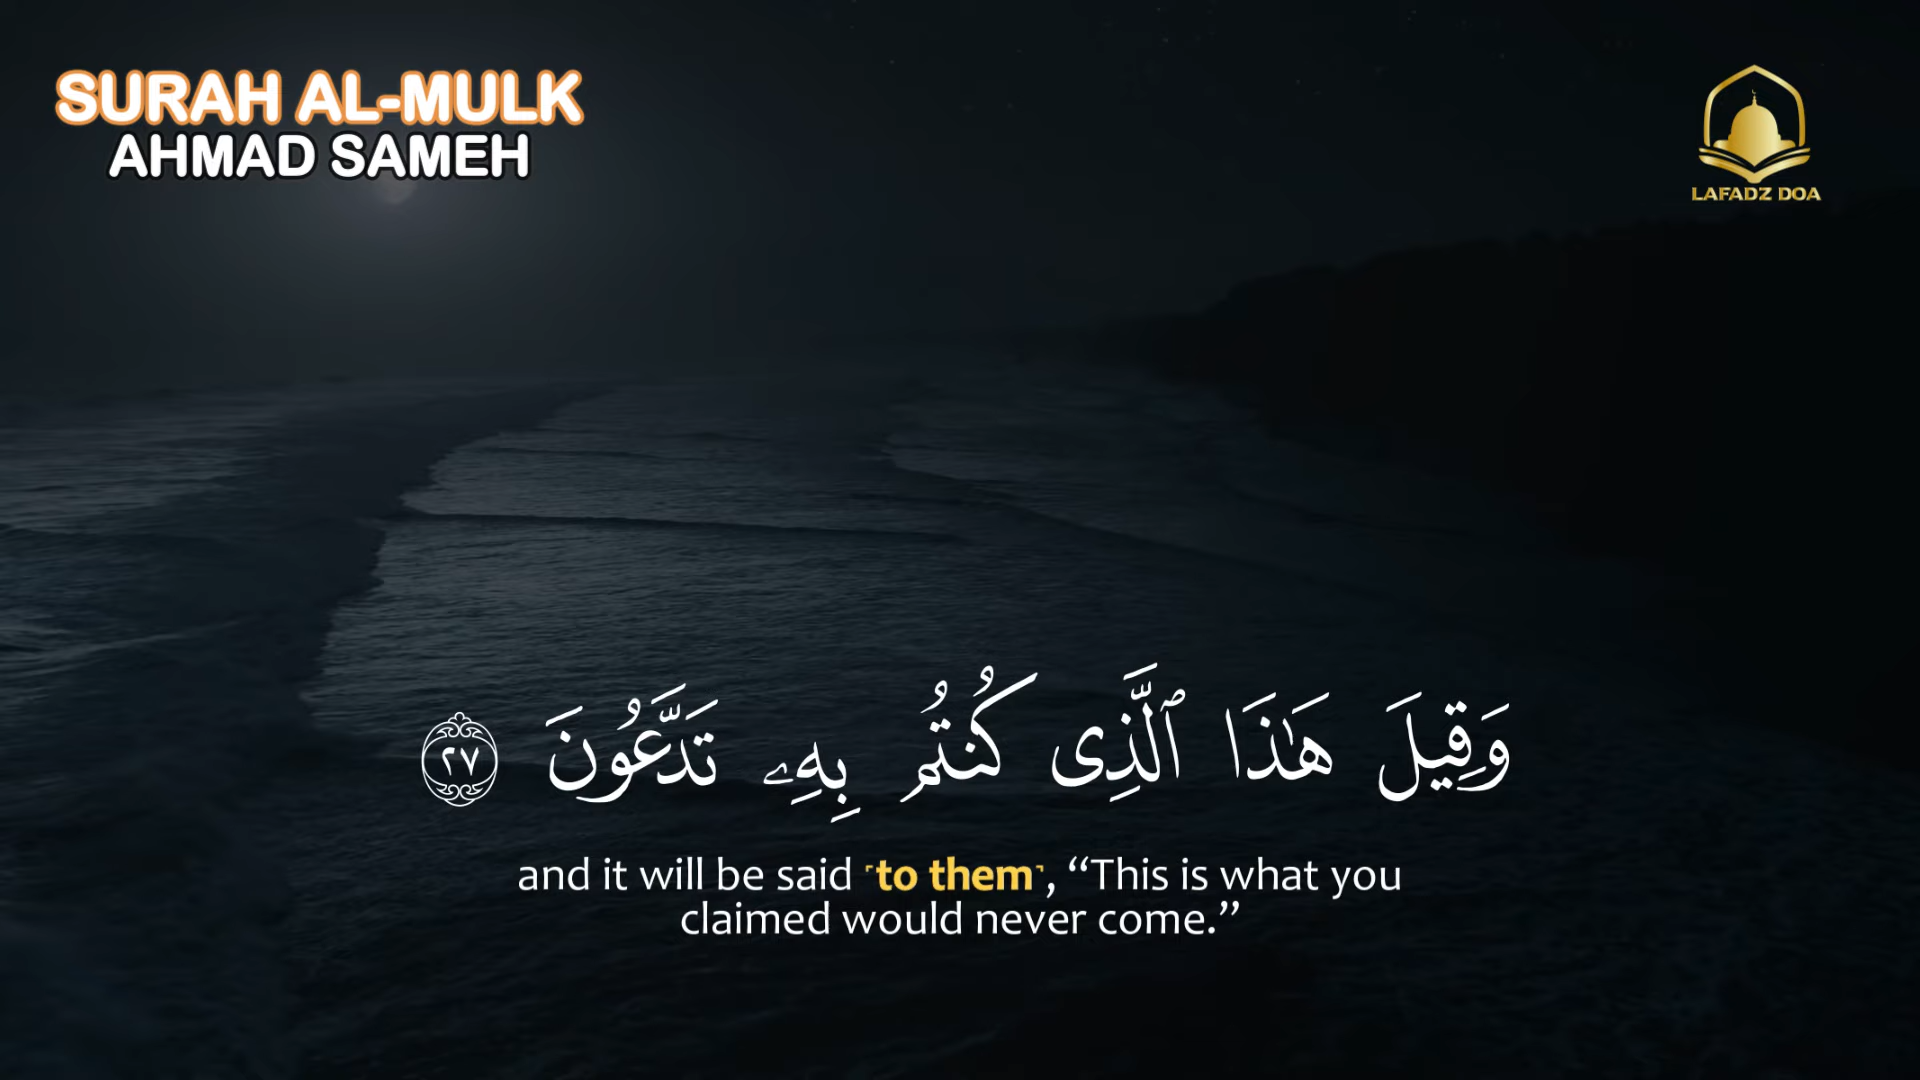 SURAH AL-MULK
AHMAD SAMEH
LAFADZ DOA
وَقِيلَ هَٰذَا ٱلَّذِى كُنتُم بِهِۦ تَدَّعُونَ ٢٧
and it will be said ˹to them˺, “This is what you
claimed would never come.”